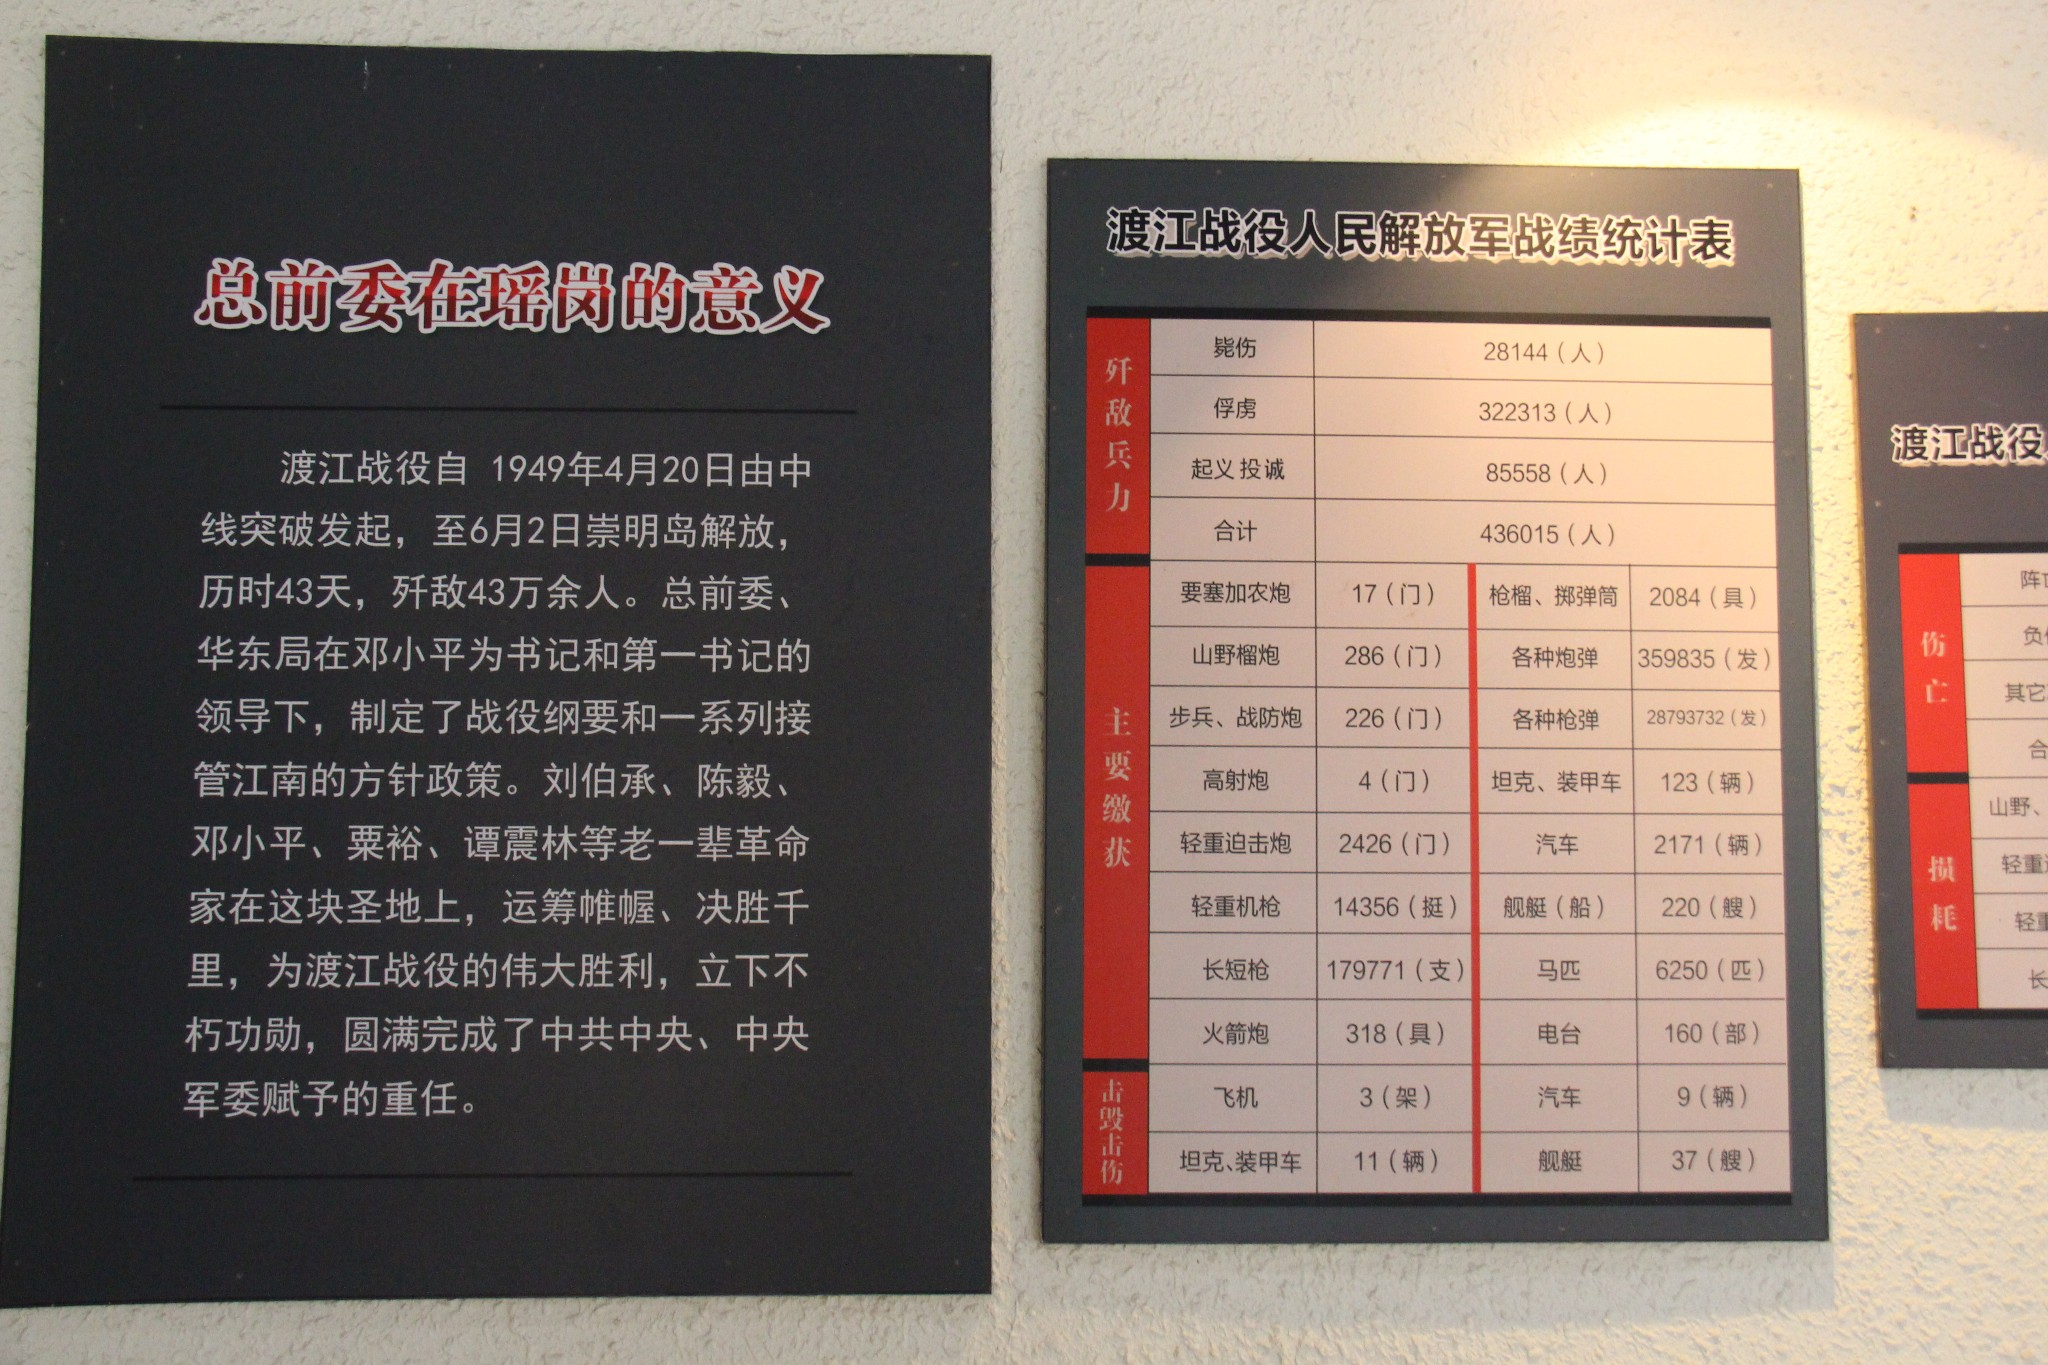 总前委在瑶岗的意义
渡江战役自 1949年4月20日由中
线突破发起，至6月2日崇明岛解放，
历时43天，歼敌43万余人。总前委、
华东局在邓小平为书记和第一书记的
领导下，制定了战役纲要和一系列接
管江南的方针政策。刘伯承、陈毅、
邓小平、粟裕、谭震林等老一辈革命
家在这块圣地上，运筹帷幄、决胜千
里，为渡江战役的伟大胜利，立下不
朽功勋，圆满完成了中共中央、中央
军委赋予的重任。
渡江战役人民解放军战绩统计表
歼敌兵力
毙伤 28144（人）
俘虏 322313（人）
起义 投诚 85558（人）
合计 436015（人）
主要缴获
要塞加农炮 17（门） 枪榴、掷弹筒 2084（具）
山野榴炮 286（门） 各种炮弹 359835（发）
步兵、战防炮 226（门） 各种枪弹 28793732（发）
高射炮 4（门） 坦克、装甲车 123（辆）
轻重迫击炮 2426（门） 汽车 2171（辆）
轻重机枪 14356（挺） 舰艇（船） 220（艘）
长短枪 179771（支） 马匹 6250（匹）
火箭炮 318（具） 电台 160（部）
击毁击伤
飞机 3（架） 汽车 9（辆）
坦克、装甲车 11（辆） 舰艇 37（艘）
渡江战役
伤亡
阵
负
其它
合
损耗
山野、
轻重
轻重
长